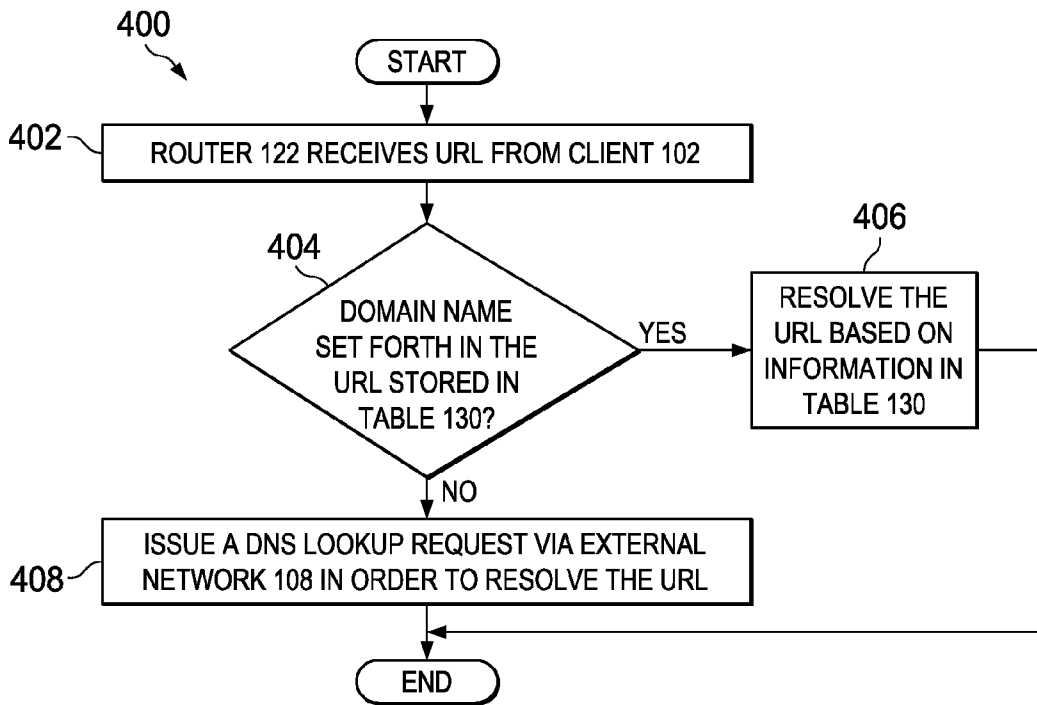 400
START
402
ROUTER 122 RECEIVES URL FROM CLIENT 102
404
DOMAIN NAME
SET FORTH IN THE
URL STORED IN
TABLE 130?
YES
406
RESOLVE THE
URL BASED ON
INFORMATION IN
TABLE 130
NO
408
ISSUE A DNS LOOKUP REQUEST VIA EXTERNAL
NETWORK 108 IN ORDER TO RESOLVE THE URL
END